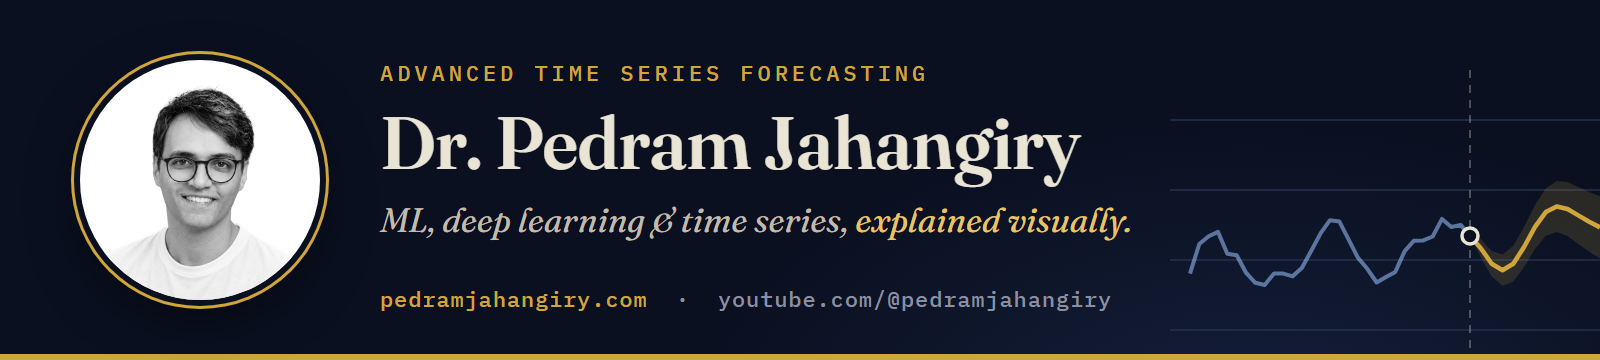 ADVANCED TIME SERIES FORECASTING
Dr. Pedram Jahangiry
ML, deep learning & time series, explained visually.
pedramjahangiry.com · youtube.com/@pedramjahangiry